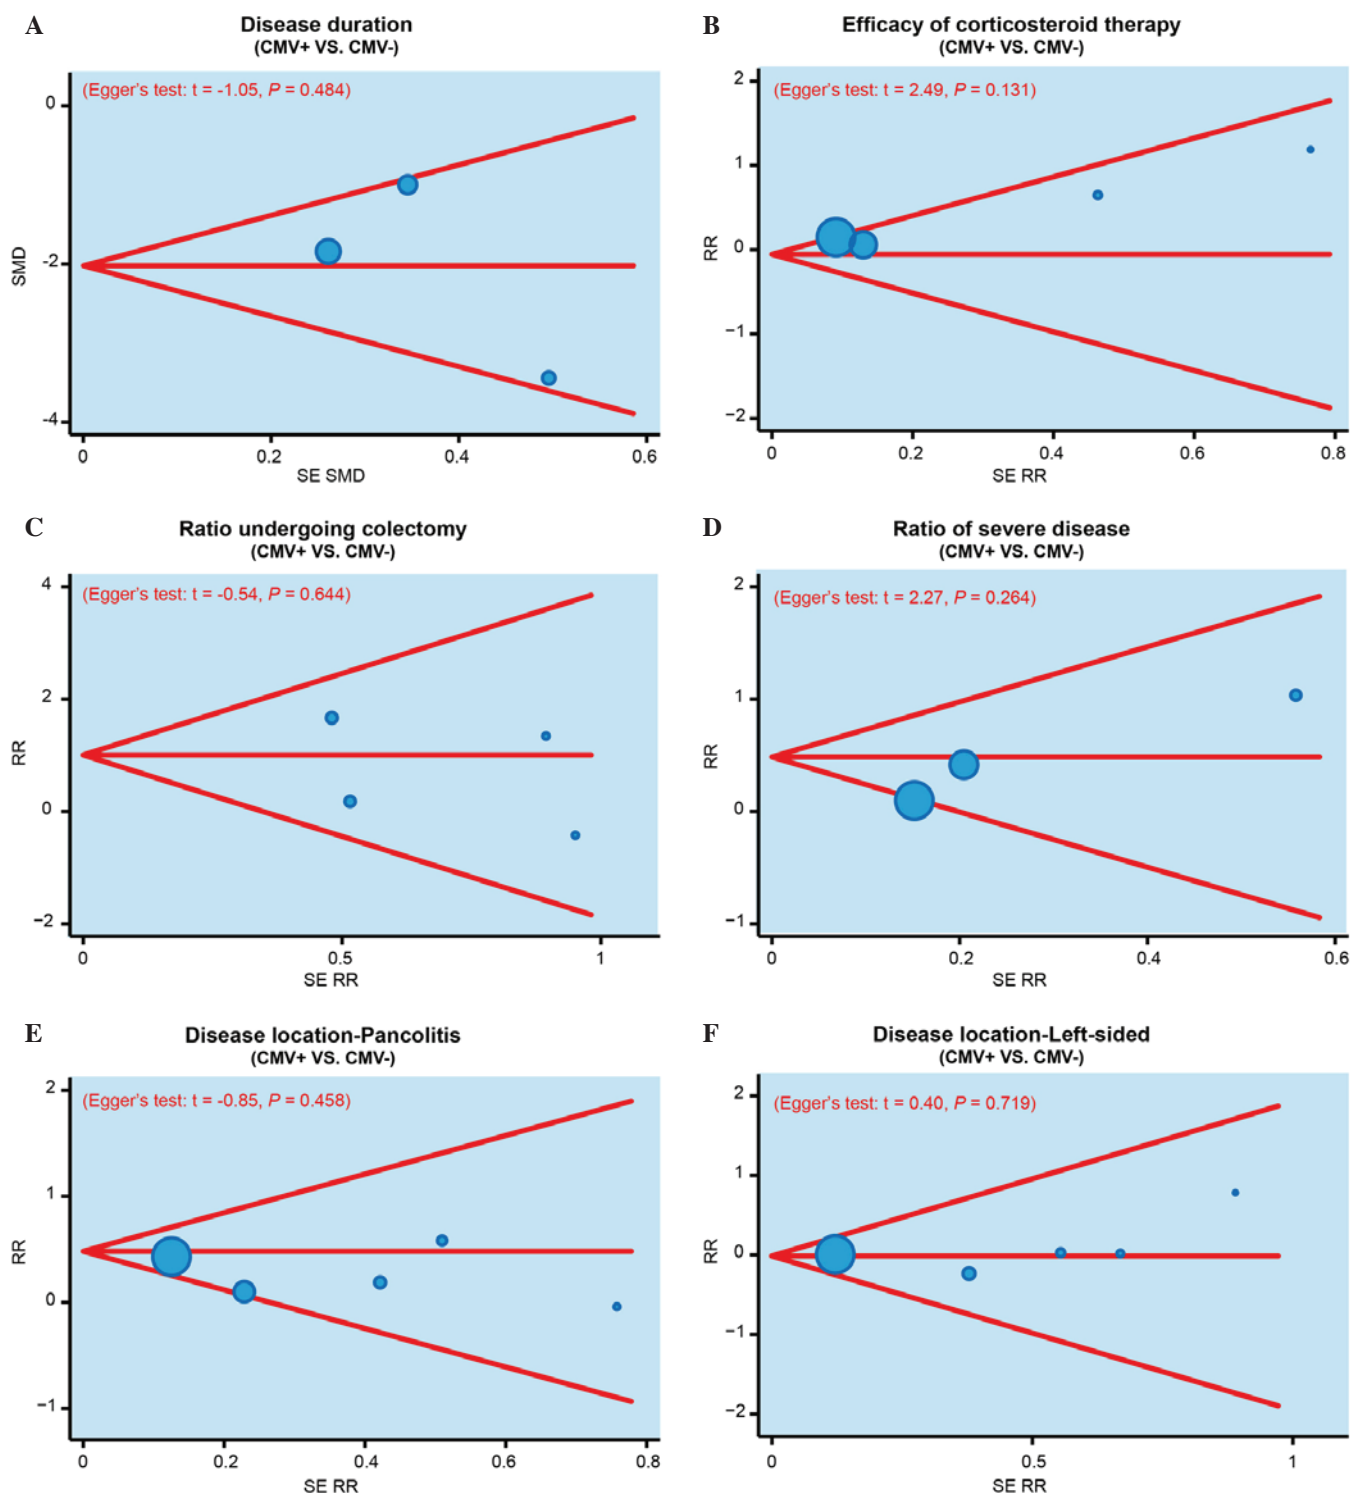 A
Disease duration
(CMV+ VS. CMV-)
(Egger's test: t = -1.05, P = 0.484)
0
-2
-4
SMD
0
0.2
0.4
0.6
SE SMD
B
Efficacy of corticosteroid therapy
(CMV+ VS. CMV-)
(Egger's test: t = 2.49, P = 0.131)
2
1
0
−1
−2
RR
0
0.2
0.4
0.6
0.8
SE RR
C
Ratio undergoing colectomy
(CMV+ VS. CMV-)
(Egger's test: t = -0.54, P = 0.644)
4
2
0
−2
RR
0
0.5
1
SE RR
D
Ratio of severe disease
(CMV+ VS. CMV-)
(Egger's test: t = 2.27, P = 0.264)
2
1
0
−1
RR
0
0.2
0.4
0.6
SE RR
E
Disease location-Pancolitis
(CMV+ VS. CMV-)
(Egger's test: t = -0.85, P = 0.458)
2
1
0
−1
RR
0
0.2
0.4
0.6
0.8
SE RR
F
Disease location-Left-sided
(CMV+ VS. CMV-)
(Egger's test: t = 0.40, P = 0.719)
2
1
0
−1
−2
RR
0
0.5
1
SE RR